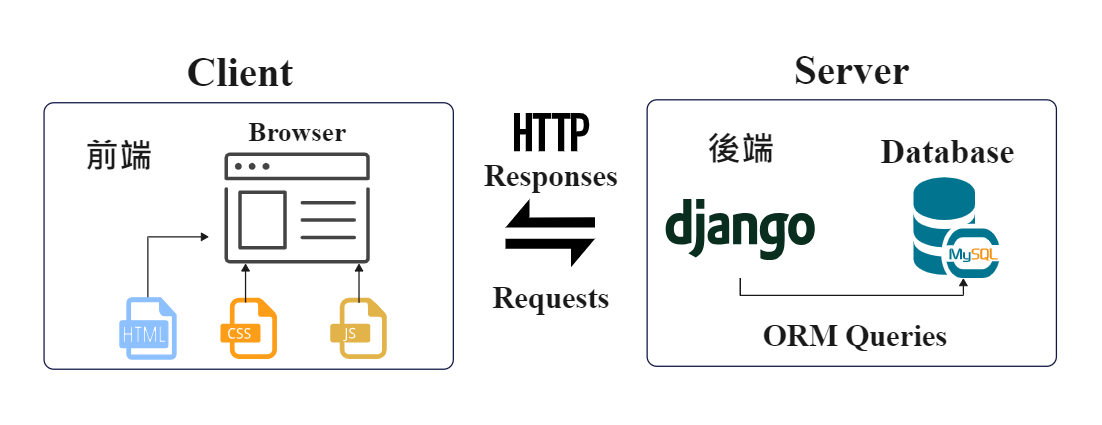 Client
前端
Browser
HTML
CSS
JS
HTTP
Responses
Requests
Server
後端
Database
django
MySQL
ORM Queries